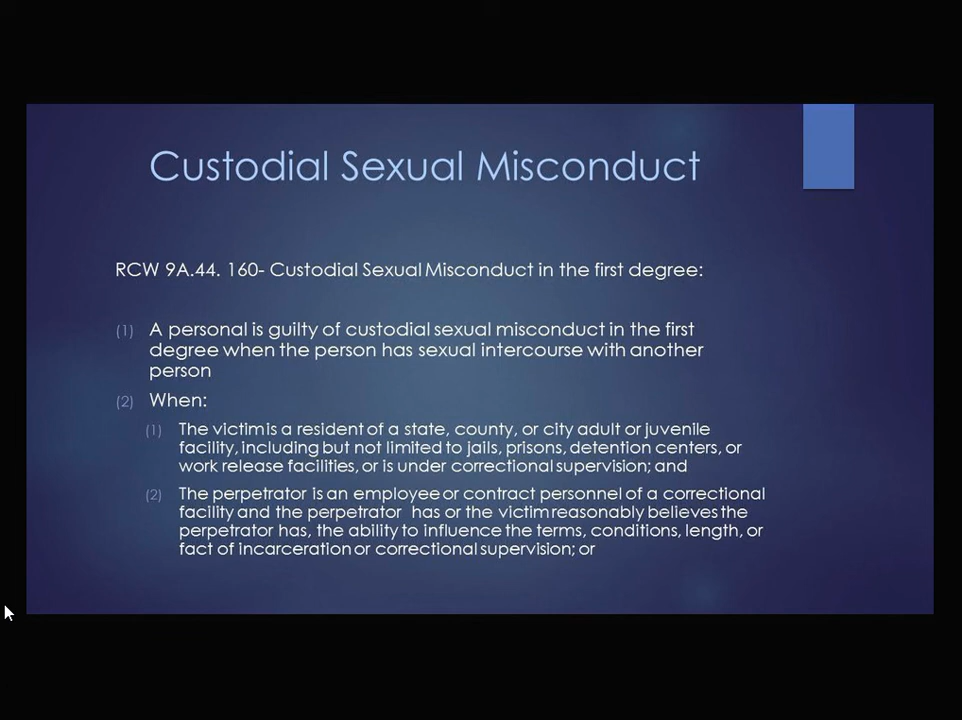 Custodial Sexual Misconduct
RCW 9A.44. 160- Custodial Sexual Misconduct in the first degree:
(1) A personal is guilty of custodial sexual misconduct in the first
degree when the person has sexual intercourse with another
person
(2) When:
(1) The victim is a resident of a state, county, or city adult or juvenile
facility, including but not limited to jails, prisons, detention centers, or
work release facilities, or is under correctional supervision; and
(2) The perpetrator is an employee or contract personnel of a correctional
facility and the perpetrator has or the victim reasonably believes the
perpetrator has, the ability to influence the terms, conditions, length, or
fact of incarceration or correctional supervision; or